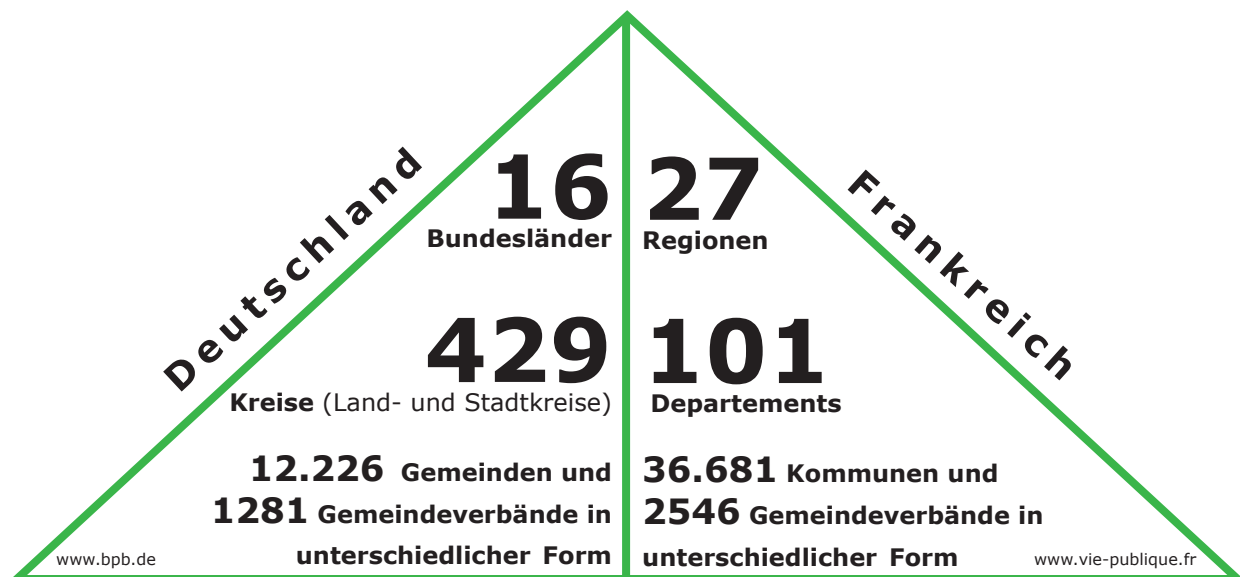 Deutschland
16
Bundesländer
429
Kreise (Land- und Stadtkreise)
12.226 Gemeinden und
1281 Gemeindeverbände in
unterschiedlicher Form
www.bpb.de
Frankreich
27
Regionen
101
Departements
36.681 Kommunen und
2546 Gemeindeverbände in
unterschiedlicher Form
www.vie-publique.fr